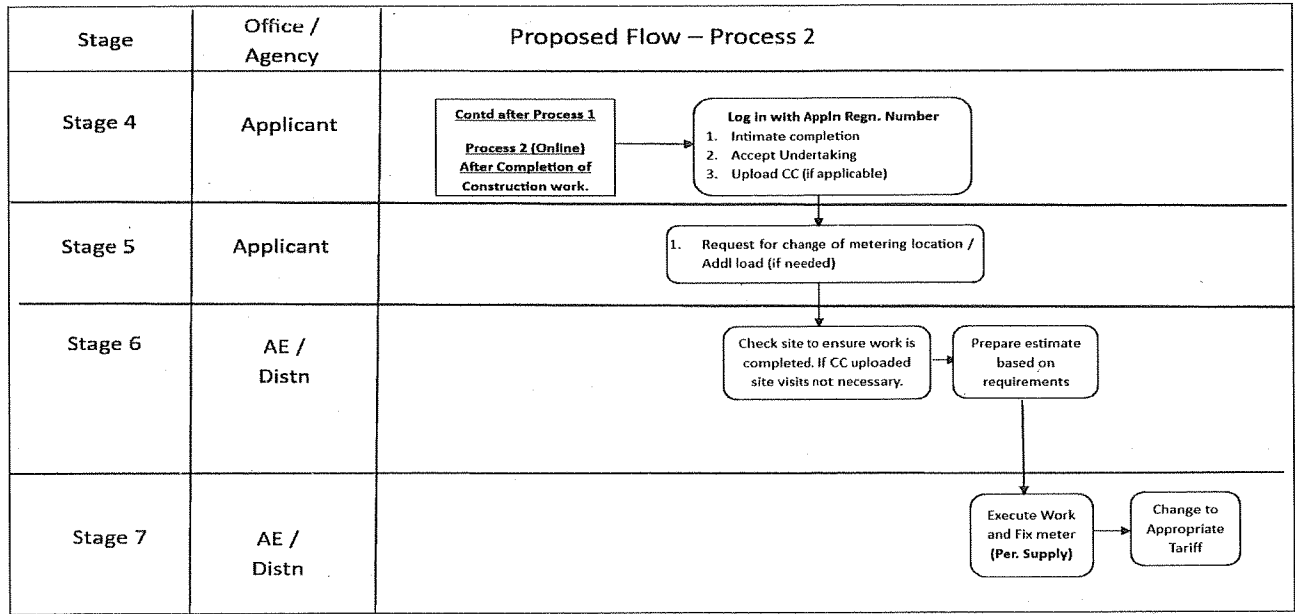 Stage
Office /
Agency
Proposed Flow – Process 2
Stage 4
Applicant
Contd after Process 1
Process 2 (Online)
After Completion of
Construction work.
Log in with Appln Regn. Number
1. Intimate completion
2. Accept Undertaking
3. Upload CC (if applicable)
Stage 5
Applicant
1. Request for change of metering location /
Addl load (if needed)
Stage 6
AE /
Distn
Check site to ensure work is
completed. If CC uploaded
site visits not necessary.
Prepare estimate
based on
requirements
Stage 7
AE /
Distn
Execute Work
and Fix meter
(Per. Supply)
Change to
Appropriate
Tariff